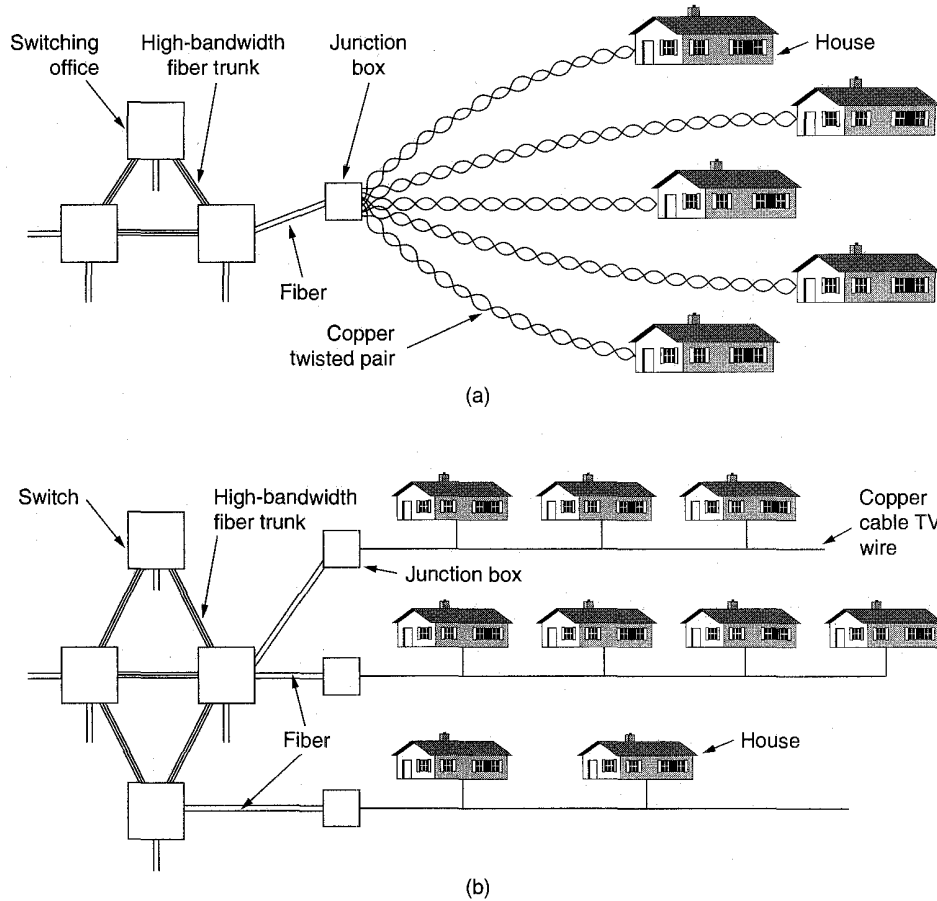 Switching
office
High-bandwidth
fiber trunk
Junction
box
House
Fiber
Copper
twisted pair
(a)
Switch
High-bandwidth
fiber trunk
Copper
cable TV
wire
Junction box
Fiber
House
(b)